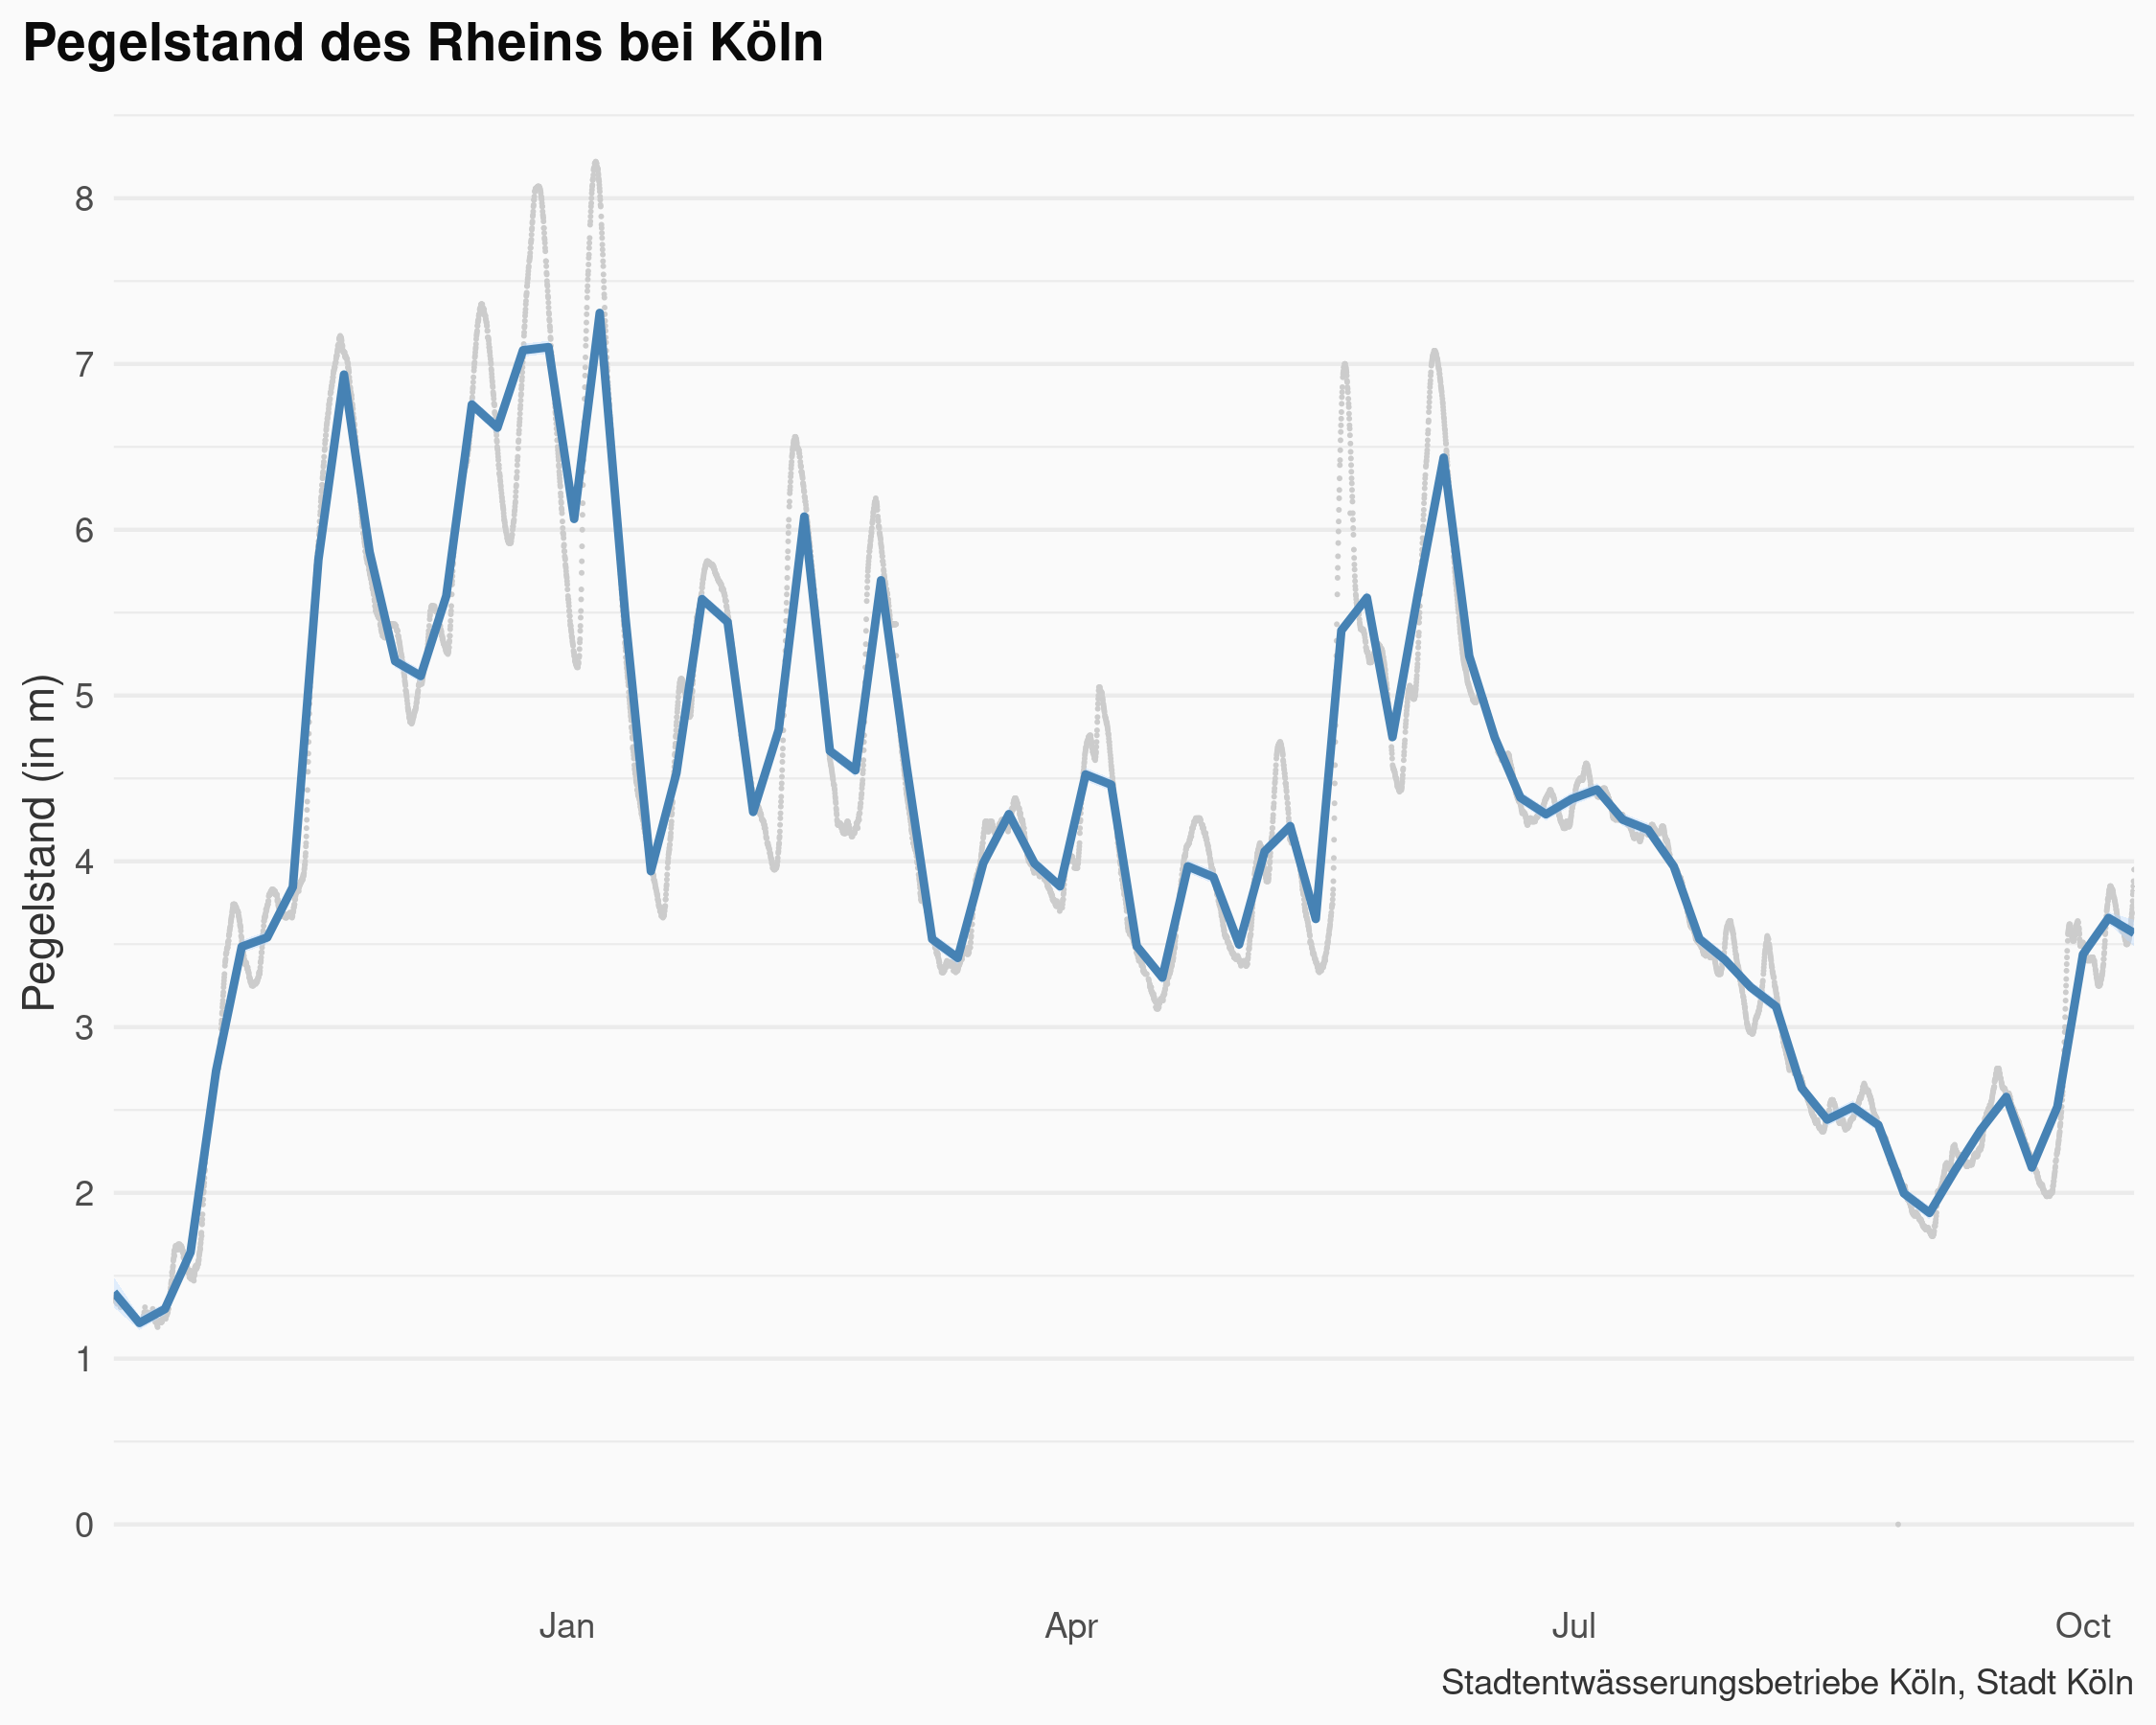 Pegelstand des Rheins bei Köln
Pegelstand (in m)
8
7
6
5
4
3
2
1
0
Jan Apr Jul Oct
Stadtentwässerungsbetriebe Köln, Stadt Köln